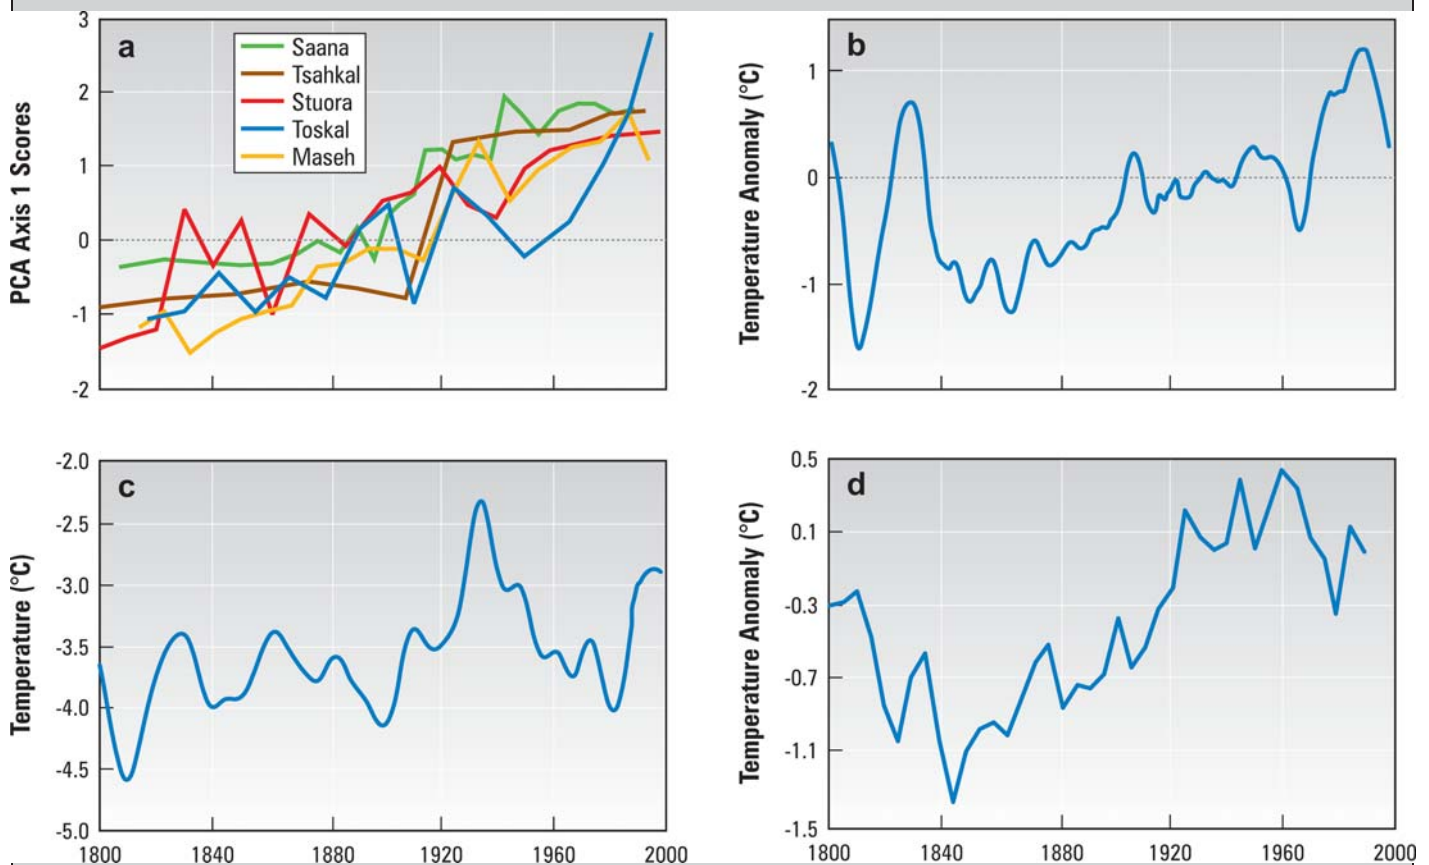 a
PCA Axis 1 Scores
3
2
1
0
-1
-2
Saana
Tsahkal
Stuora
Toskal
Maseh
b
Temperature Anomaly (°C)
1
0
-1
-2
c
Temperature (°C)
-2.0
-2.5
-3.0
-3.5
-4.0
-4.5
-5.0
1800 1840 1880 1920 1960 2000
d
Temperature Anomaly (°C)
0.5
0.1
-0.3
-0.7
-1.1
-1.5
1800 1840 1880 1920 1960 2000